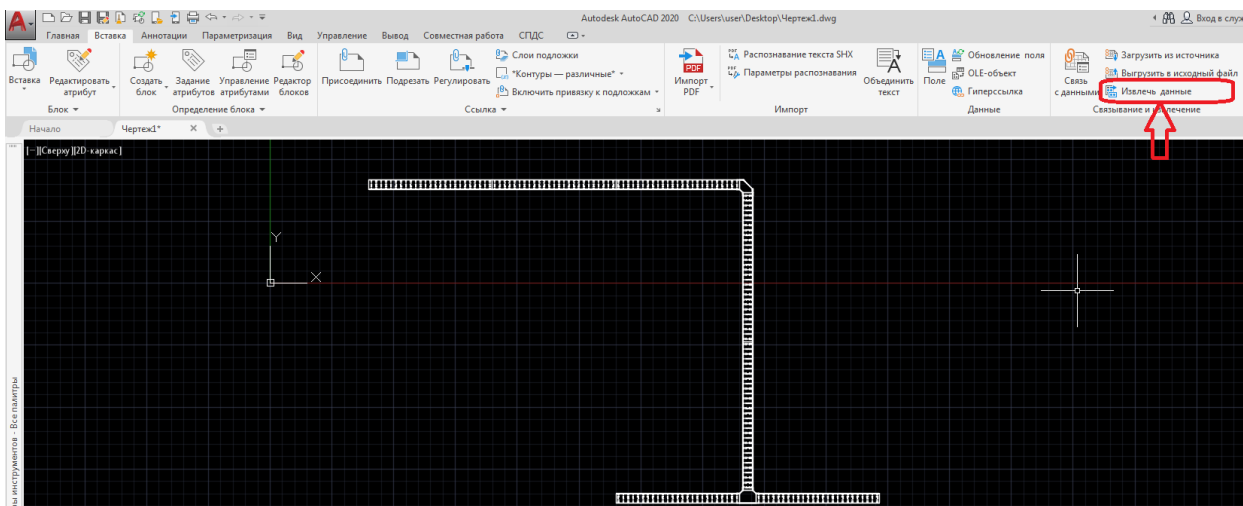 Autodesk AutoCAD 2020 C:\Users\user\Desktop\Чертеж1.dwg
Вход в служ
Главная Вставка Аннотации Параметризация Вид Управление Вывод Совместная работа СПДС
Вставка
Редактировать атрибут
Блок
Создать блок
Задание атрибутов
Управление атрибутами
Редактор блоков
Определение блока
Присоединить Подрезать Регулировать
Слои подложки
*Контуры — различные*
Включить привязку к подложкам
Ссылка
PDF
Импорт PDF
PDF Распознавание текста SHX
PDF Параметры распознавания
Объединить текст
Импорт
Поле
Обновление поля
OLE-объект
Гиперссылка
Данные
Связь с данными
Загрузить из источника
Выгрузить в исходный файл
Извлечь данные
Связывание и извлечение
Начало Чертеж1*
[−][Сверху][2D-каркас]
Y
X
ы инструментов - Все палитры